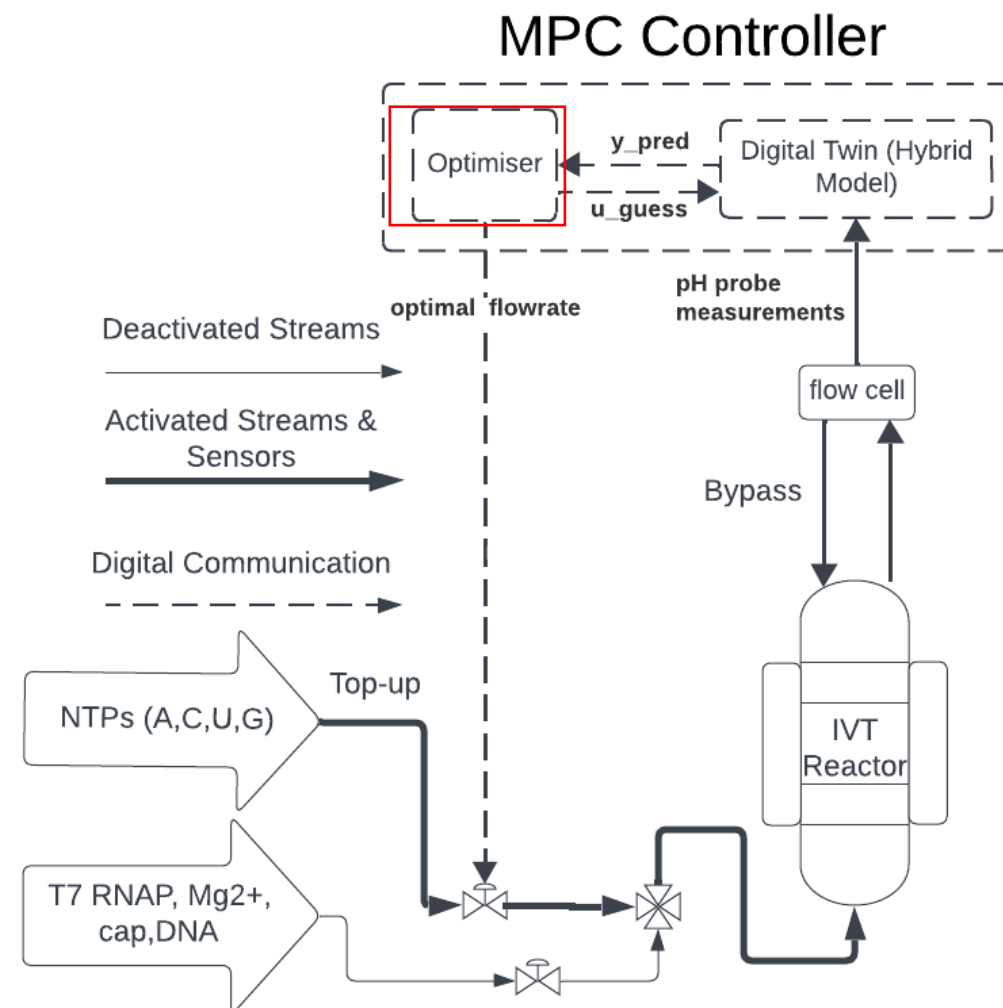 MPC Controller
Optimiser
y_pred
u_guess
Digital Twin (Hybrid
Model)
optimal flowrate
pH probe
measurements
flow cell
Bypass
Deactivated Streams
Activated Streams &
Sensors
Digital Communication
Top-up
NTPs (A,C,U,G)
IVT
Reactor
T7 RNAP, Mg2+,
cap,DNA